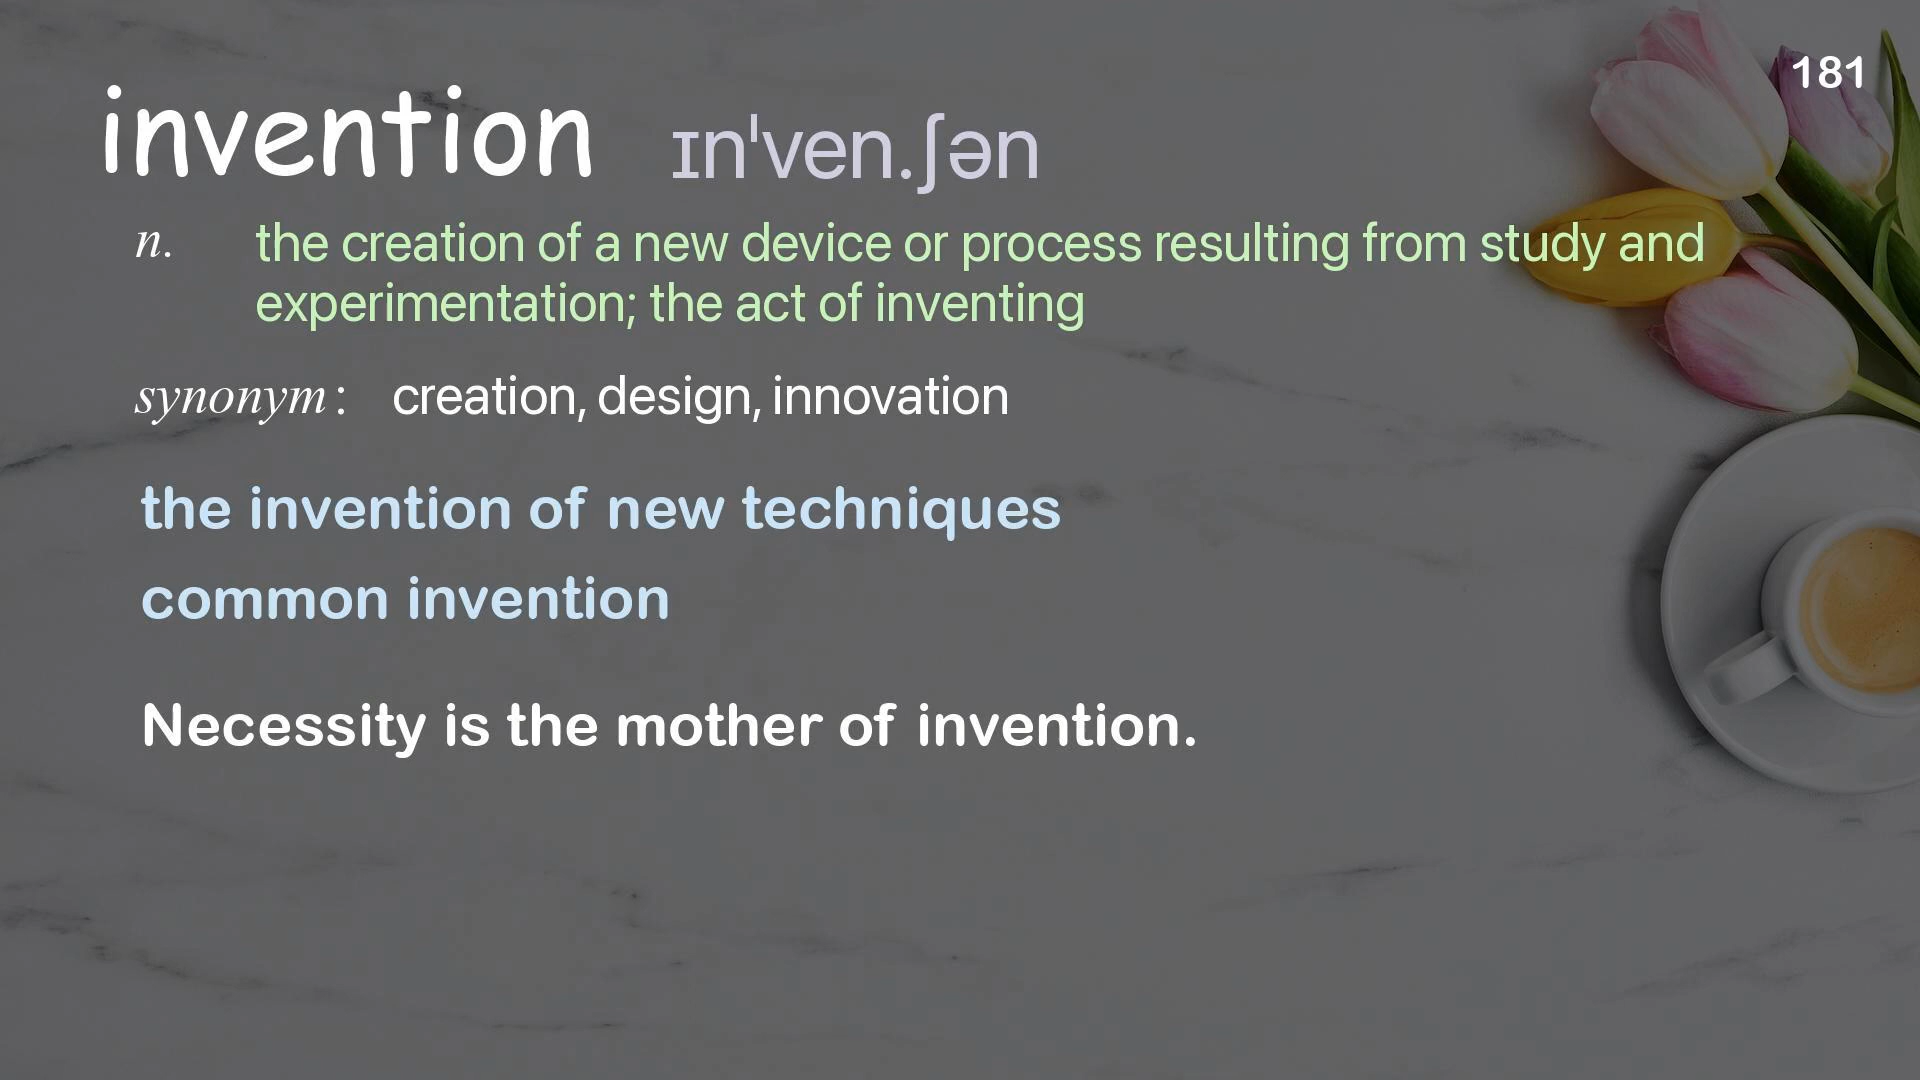 181
invention ɪnˈven.ʃən
n. the creation of a new device or process resulting from study and
experimentation; the act of inventing
synonym: creation, design, innovation
the invention of new techniques
common invention
Necessity is the mother of invention.